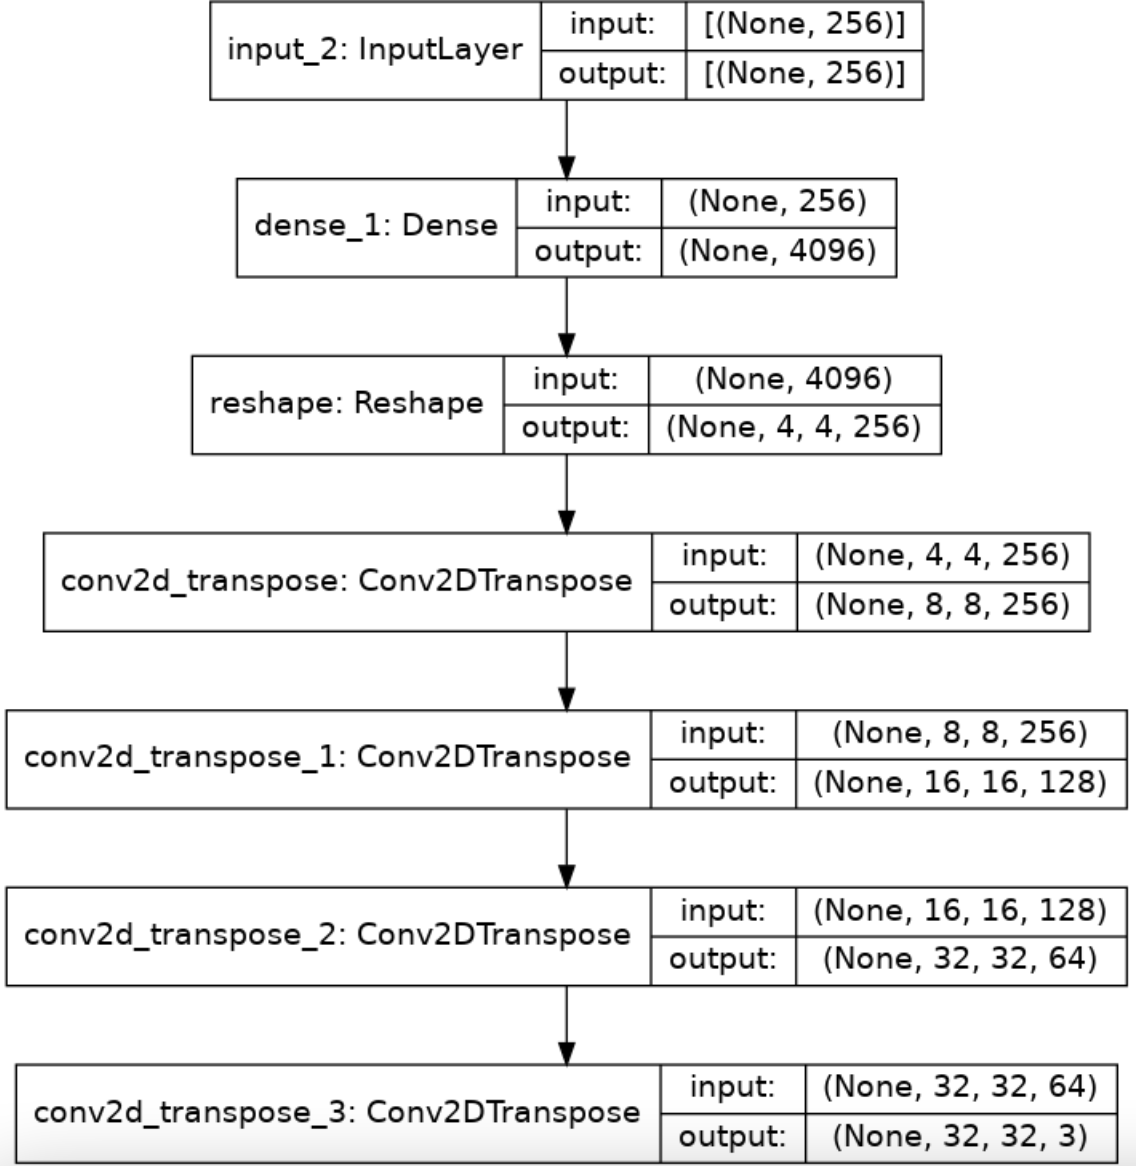 input_2: InputLayer
input: [(None, 256)]
output: [(None, 256)]
dense_1: Dense
input: (None, 256)
output: (None, 4096)
reshape: Reshape
input: (None, 4096)
output: (None, 4, 4, 256)
conv2d_transpose: Conv2DTranspose
input: (None, 4, 4, 256)
output: (None, 8, 8, 256)
conv2d_transpose_1: Conv2DTranspose
input: (None, 8, 8, 256)
output: (None, 16, 16, 128)
conv2d_transpose_2: Conv2DTranspose
input: (None, 16, 16, 128)
output: (None, 32, 32, 64)
conv2d_transpose_3: Conv2DTranspose
input: (None, 32, 32, 64)
output: (None, 32, 32, 3)